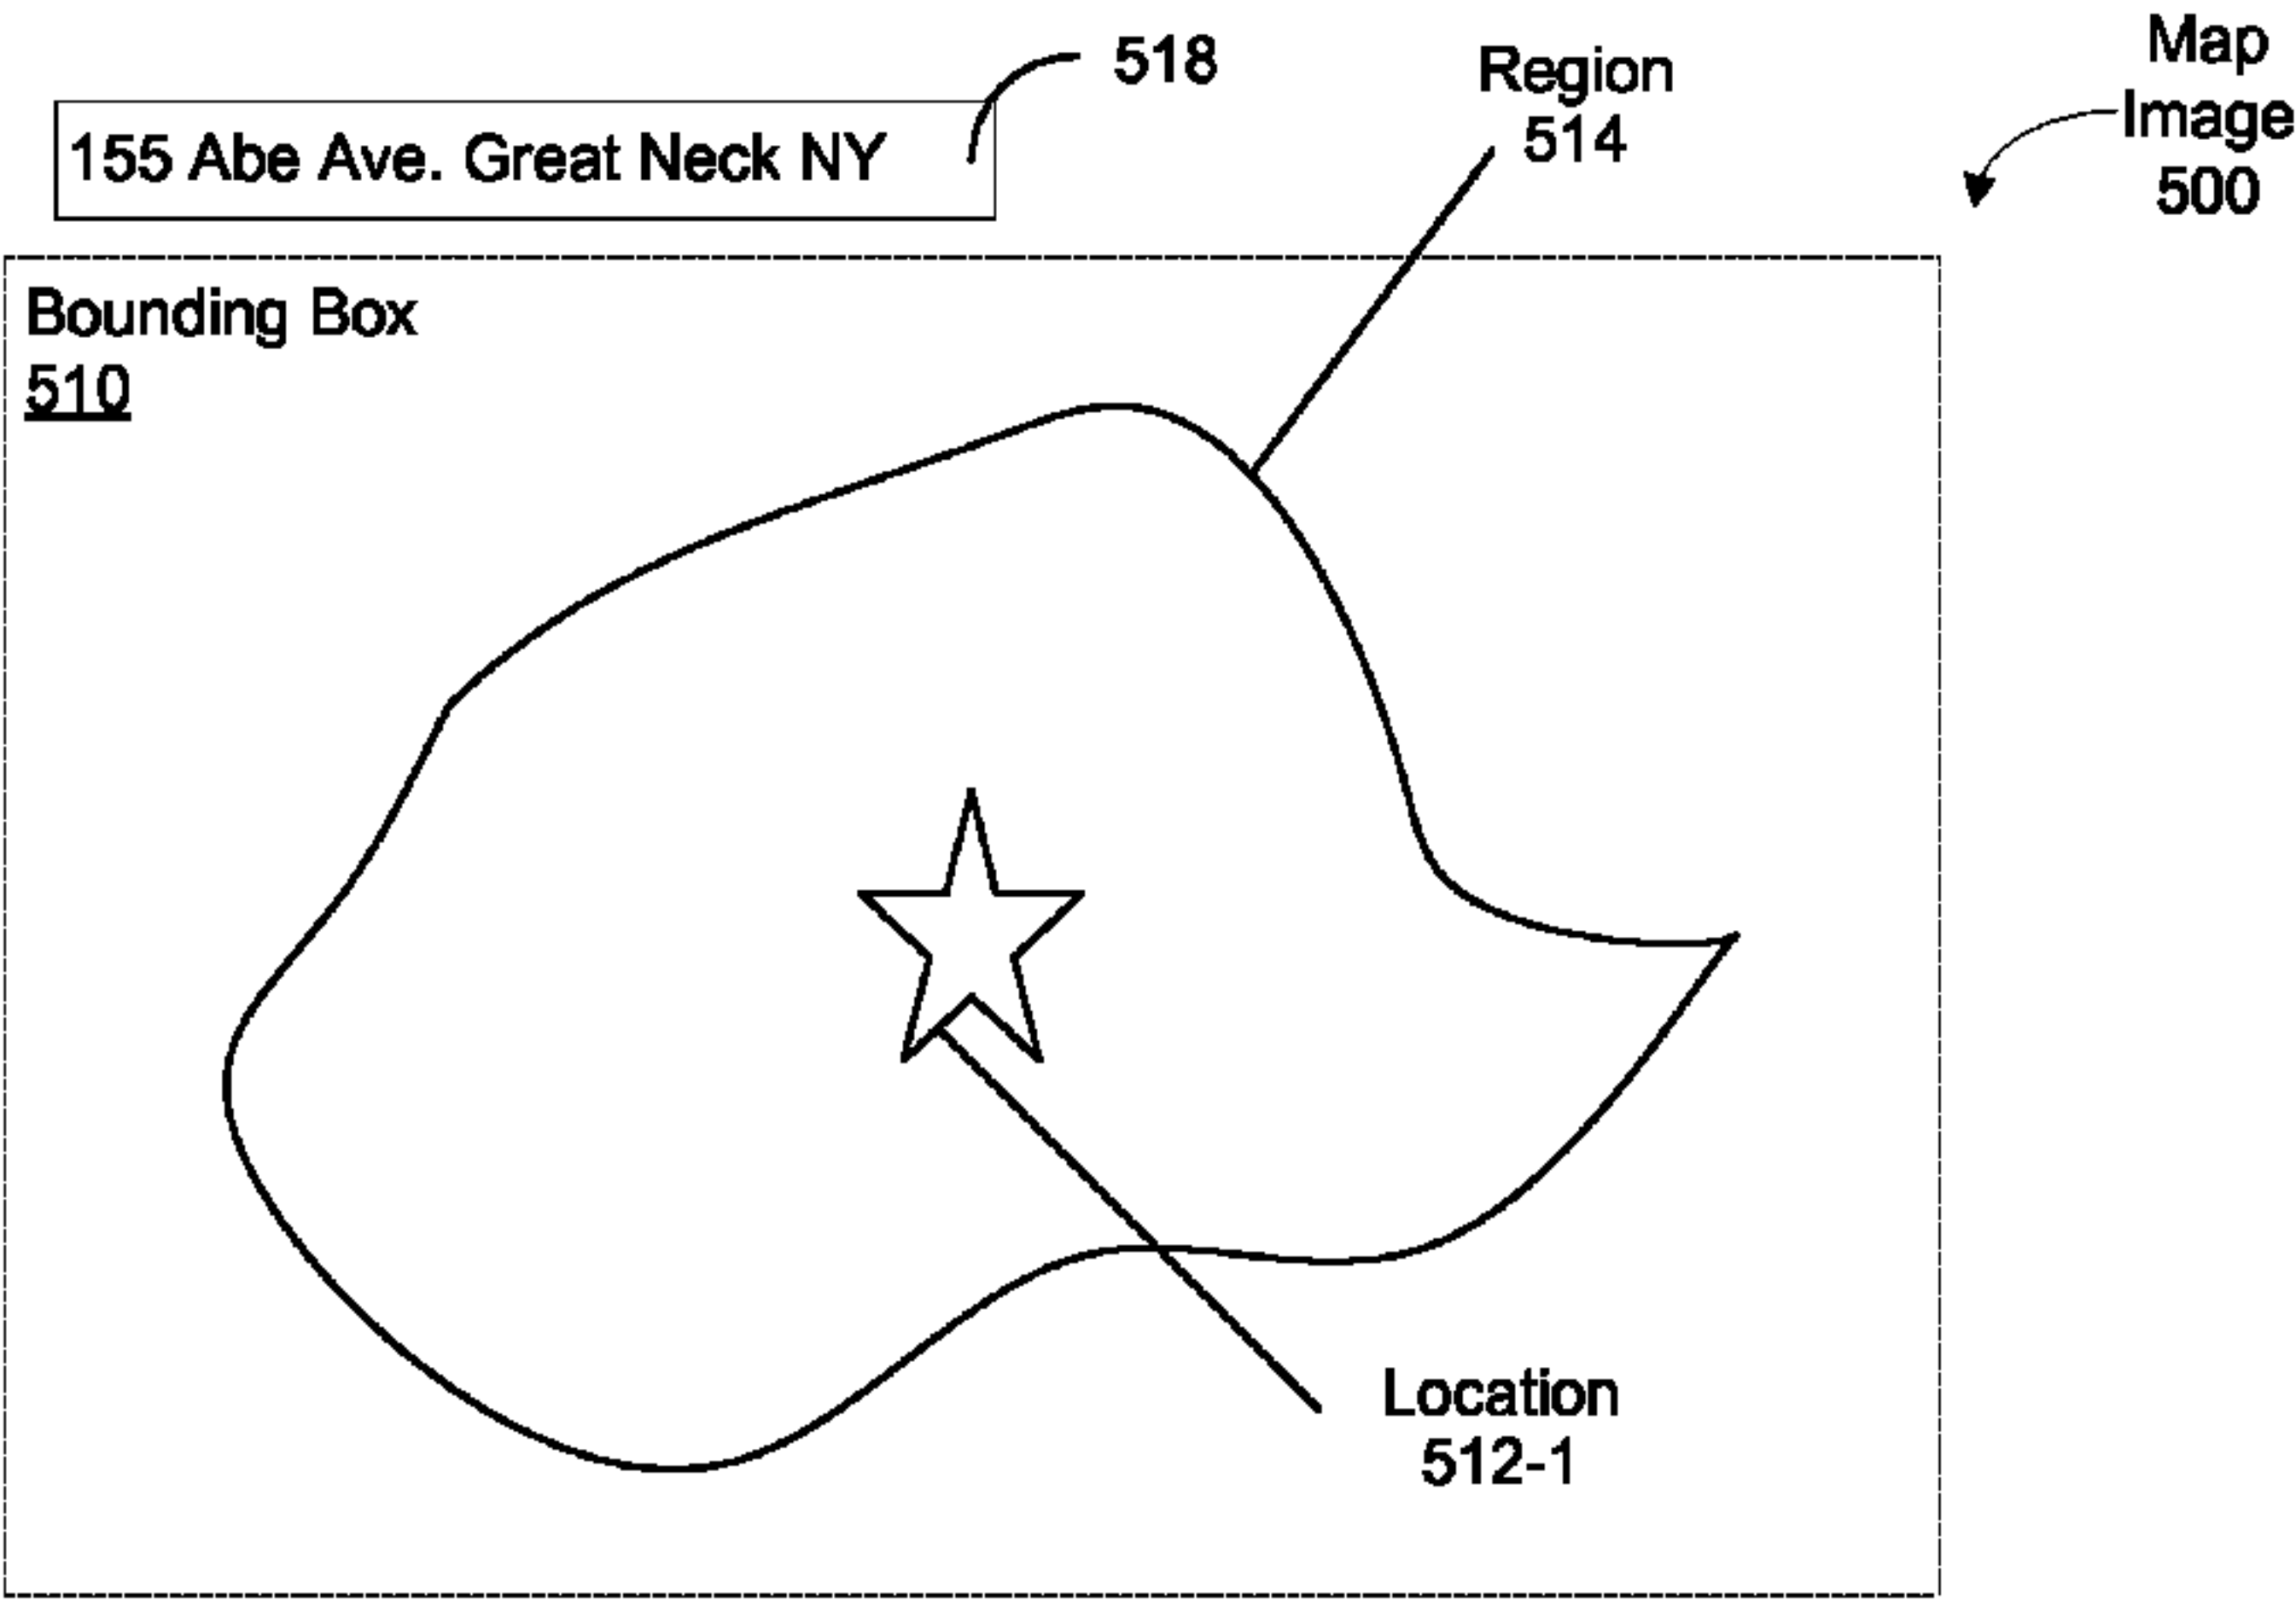 518
155 Abe Ave. Great Neck NY
Region
514
Map
Image
500
Bounding Box
510
Location
512-1